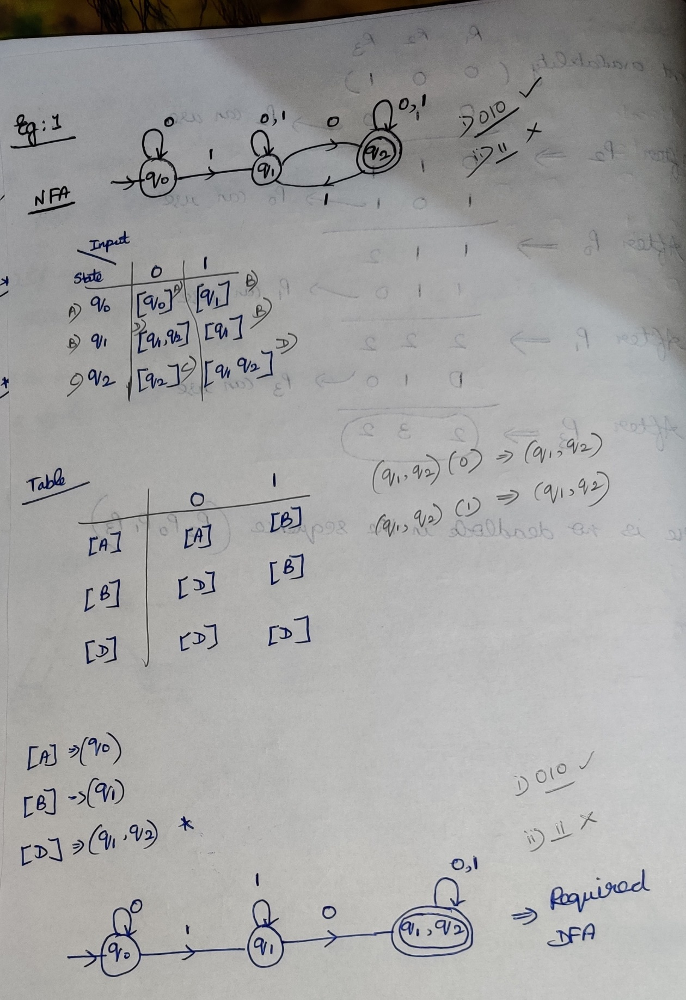 Eg:1
NFA
0 0,1 0 0,1
1
→ q0 q1 q2
1
i) 010 ✓
ii) 11 ×
Input
State 0 1
A) q0 [q0] A) [q1] B)
B) q1 D) [q1,q2] [q1] B)
C) q2 [q2] C) [q1 q2] D)
Table
0 1
[A] [A] [B]
[B] [D] [B]
[D] [D] [D]
(q1,q2) (0) ⇒ (q1,q2)
(q1,q2) (1) ⇒ (q1,q2)
[A] ⇒ (q0)
[B] → (q1)
[D] ⇒ (q1,q2) *
i) 010 ✓
ii) 11 ×
0 1 0,1
1 0
→ q0 q1 q1,q2
⇒ Required
DFA